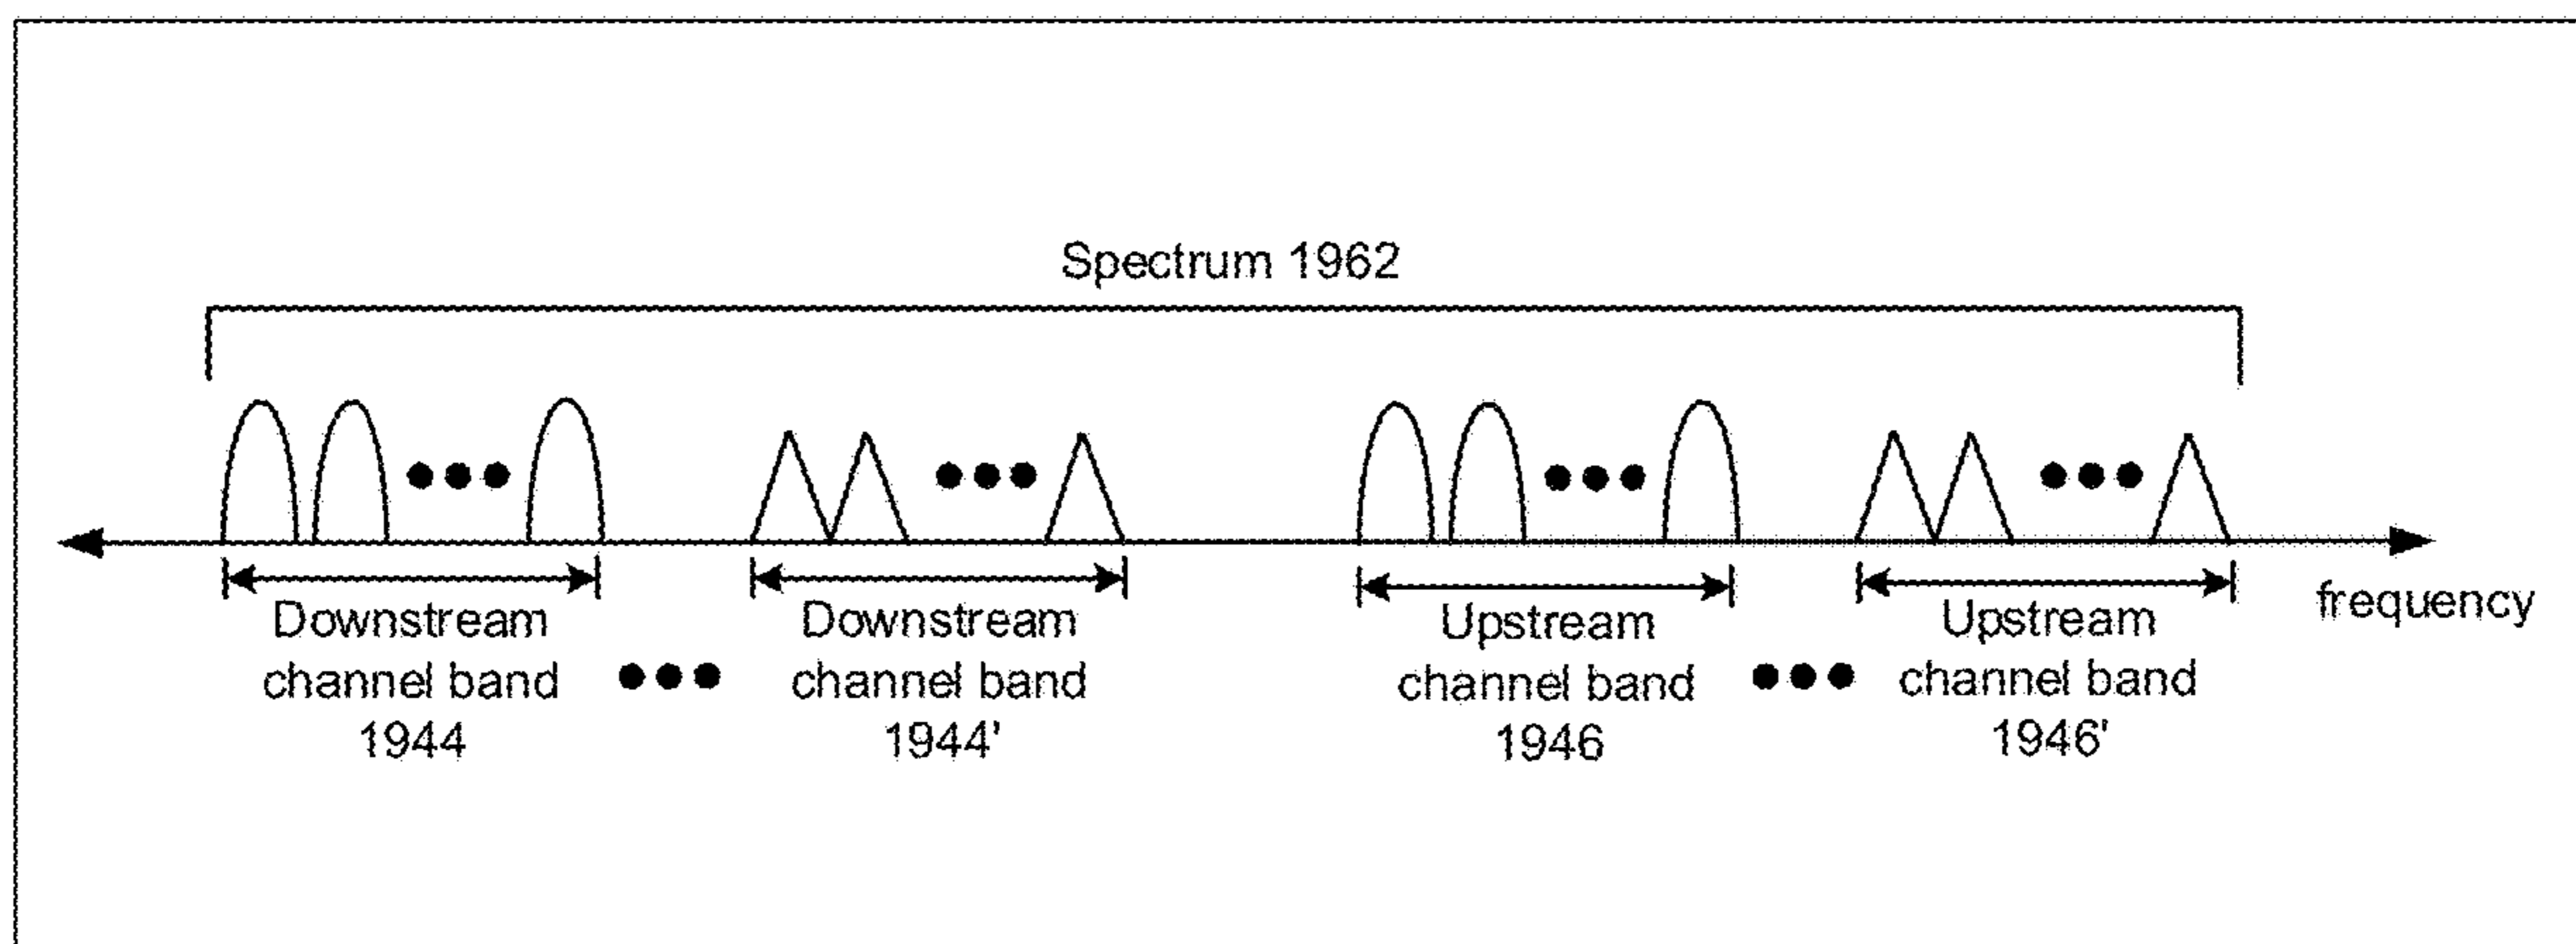 Spectrum 1962
Downstream
channel band
1944
Downstream
channel band
1944'
Upstream
channel band
1946
Upstream
channel band
1946'
frequency